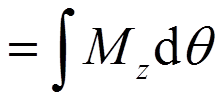 = ∫ M_z dθ